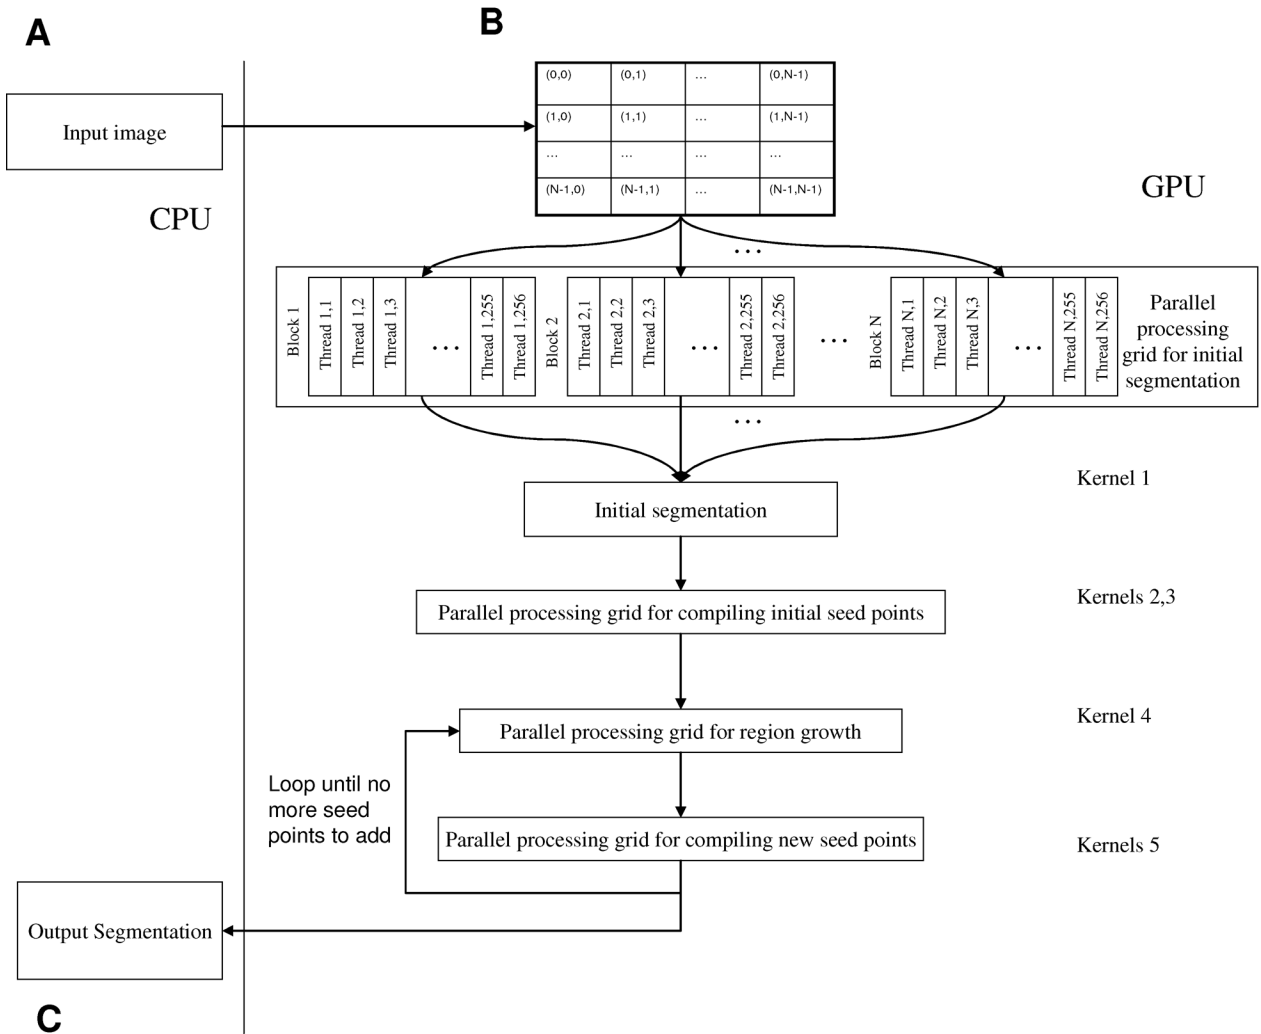 A
B
(0,0) (0,1) ... (0,N-1)
(1,0) (1,1) ... (1,N-1)
... ... ... ...
(N-1,0) (N-1,1) ... (N-1,N-1)
Input image
CPU
GPU
...
Block 1
Thread 1,1
Thread 1,2
Thread 1,3
...
Thread 1,255
Thread 1,256
Block 2
Thread 2,1
Thread 2,2
Thread 2,3
...
Thread 2,255
Thread 2,256
...
Block N
Thread N,1
Thread N,2
Thread N,3
...
Thread N,255
Thread N,256
Parallel
processing
grid for initial
segmentation
...
Kernel 1
Initial segmentation
Kernels 2,3
Parallel processing grid for compiling initial seed points
Kernel 4
Parallel processing grid for region growth
Loop until no
more seed
points to add
Parallel processing grid for compiling new seed points
Kernels 5
Output Segmentation
C